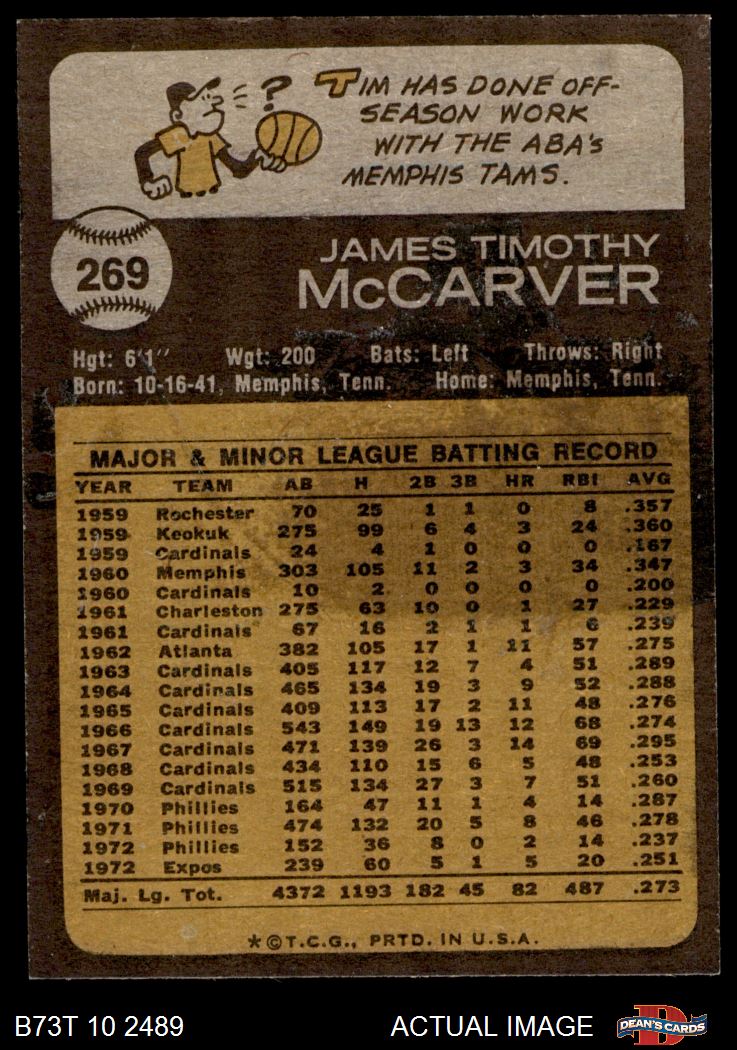 ?
TIM HAS DONE OFF-
SEASON WORK
WITH THE ABA'S
MEMPHIS TAMS.
269
JAMES TIMOTHY
McCARVER
Hgt: 6'1" Wgt: 200 Bats: Left Throws: Right
Born: 10-16-41, Memphis, Tenn. Home: Memphis, Tenn.
MAJOR & MINOR LEAGUE BATTING RECORD
YEAR TEAM AB H 2B 3B HR RBI AVG
1959 Rochester 70 25 1 1 0 8 .357
1959 Keokuk 275 99 6 4 3 24 .360
1959 Cardinals 24 4 1 0 0 0 .167
1960 Memphis 303 105 11 2 3 34 .347
1960 Cardinals 10 2 0 0 0 0 .200
1961 Charleston 275 63 10 0 1 27 .229
1961 Cardinals 67 16 2 1 1 6 .239
1962 Atlanta 382 105 17 1 11 57 .275
1963 Cardinals 405 117 12 7 4 51 .289
1964 Cardinals 465 134 19 3 9 52 .288
1965 Cardinals 409 113 17 2 11 48 .276
1966 Cardinals 543 149 19 13 12 68 .274
1967 Cardinals 471 139 26 3 14 69 .295
1968 Cardinals 434 110 15 6 5 48 .253
1969 Cardinals 515 134 27 3 7 51 .260
1970 Phillies 164 47 11 1 4 14 .287
1971 Phillies 474 132 20 5 8 46 .278
1972 Phillies 152 36 8 0 2 14 .237
1972 Expos 239 60 5 1 5 20 .251
Maj. Lg. Tot. 4372 1193 182 45 82 487 .273
*©T.C.G., PRTD. IN U.S.A.
B73T 10 2489 ACTUAL IMAGE D DEAN'S CARDS